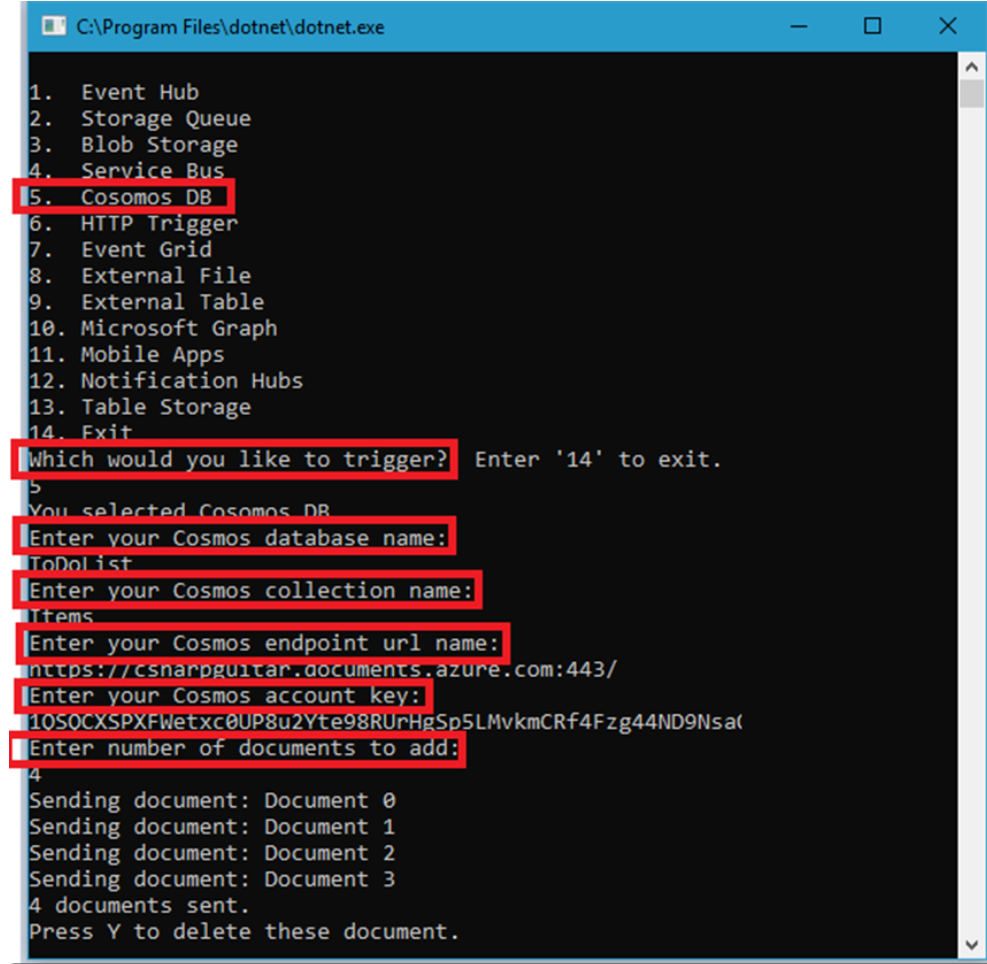 C:\Program Files\dotnet\dotnet.exe
1. Event Hub
2. Storage Queue
3. Blob Storage
4. Service Bus
5. Cosomos DB
6. HTTP Trigger
7. Event Grid
8. External File
9. External Table
10. Microsoft Graph
11. Mobile Apps
12. Notification Hubs
13. Table Storage
14. Exit
Which would you like to trigger? Enter '14' to exit.
5
You selected Cosomos DB
Enter your Cosmos database name:
ToDoList
Enter your Cosmos collection name:
Items
Enter your Cosmos endpoint url name:
https://csharpguitar.documents.azure.com:443/
Enter your Cosmos account key:
Enter number of documents to add:
4
Sending document: Document 0
Sending document: Document 1
Sending document: Document 2
Sending document: Document 3
4 documents sent.
Press Y to delete these document.